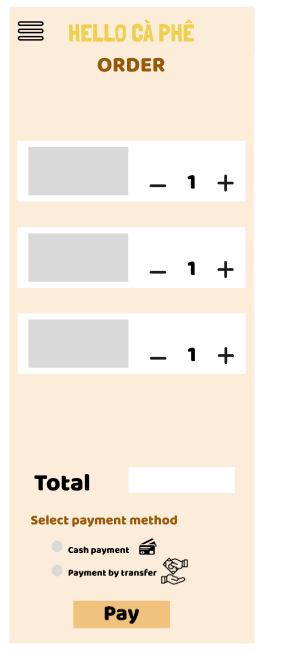 HELLO CÀ PHÊ
ORDER
1
1
1
Total
Select payment method
Cash payment
Payment by transfer
Pay